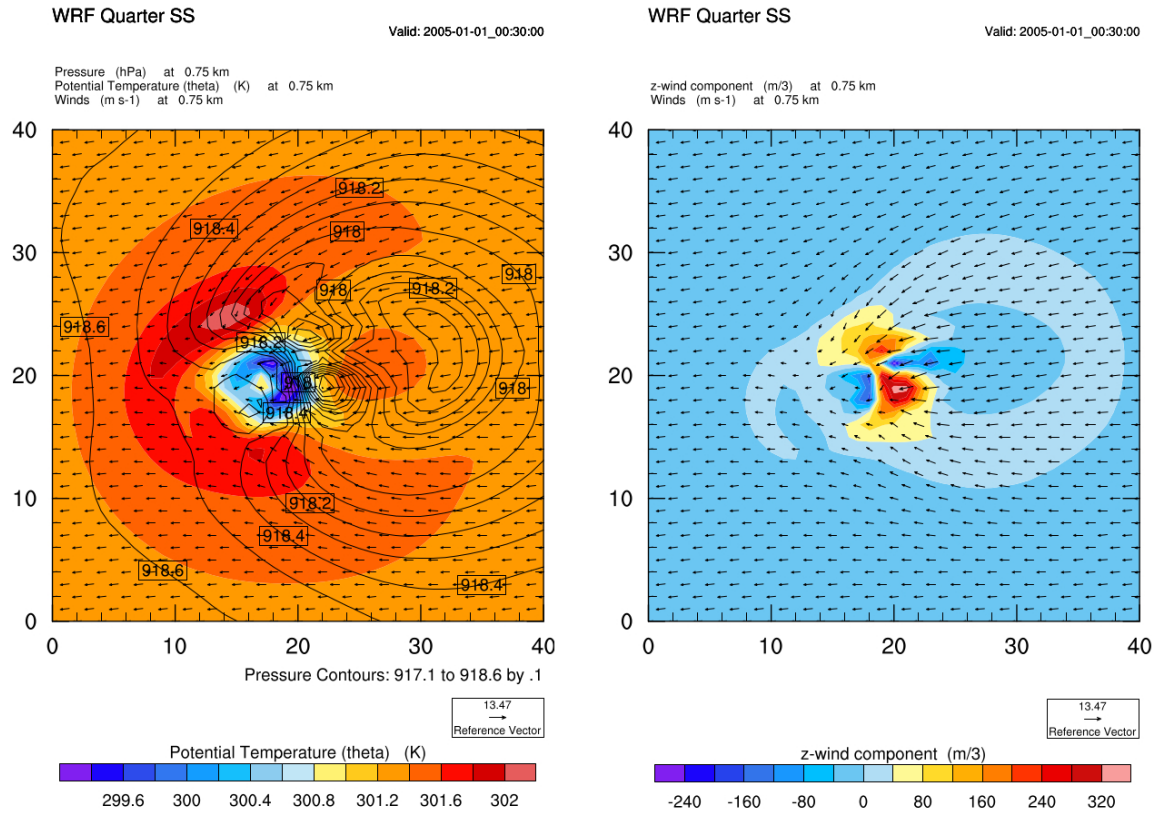 WRF Quarter SS
Valid: 2005-01-01_00:30:00
Pressure (hPa) at 0.75 km
Potential Temperature (theta) (K) at 0.75 km
Winds (m s-1) at 0.75 km
40
30
20
10
0
918.2
918.4
918
918
918
918.2
918.6
918.2
918
918
918.4
918.2
918.4
918.6
918.4
0 10 20 30 40
Pressure Contours: 917.1 to 918.6 by .1
13.47
Reference Vector
Potential Temperature (theta) (K)
299.6 300 300.4 300.8 301.2 301.6 302
WRF Quarter SS
Valid: 2005-01-01_00:30:00
z-wind component (m/3) at 0.75 km
Winds (m s-1) at 0.75 km
40
30
20
10
0
0 10 20 30 40
13.47
Reference Vector
z-wind component (m/3)
-240 -160 -80 0 80 160 240 320